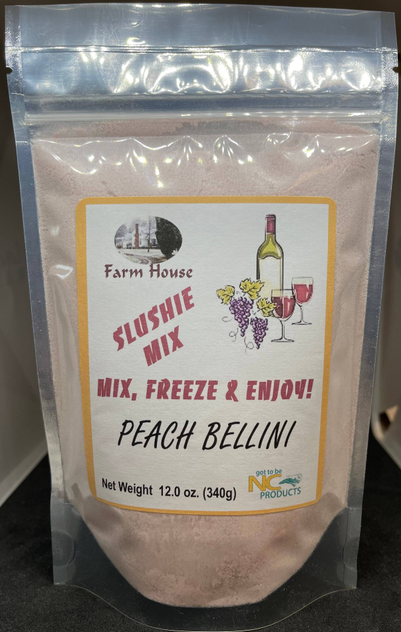 Farm House
SLUSHIE
MIX
MIX, FREEZE & ENJOY!
PEACH BELLINI
Net Weight 12.0 oz. (340g)
got to be
NC
PRODUCTS